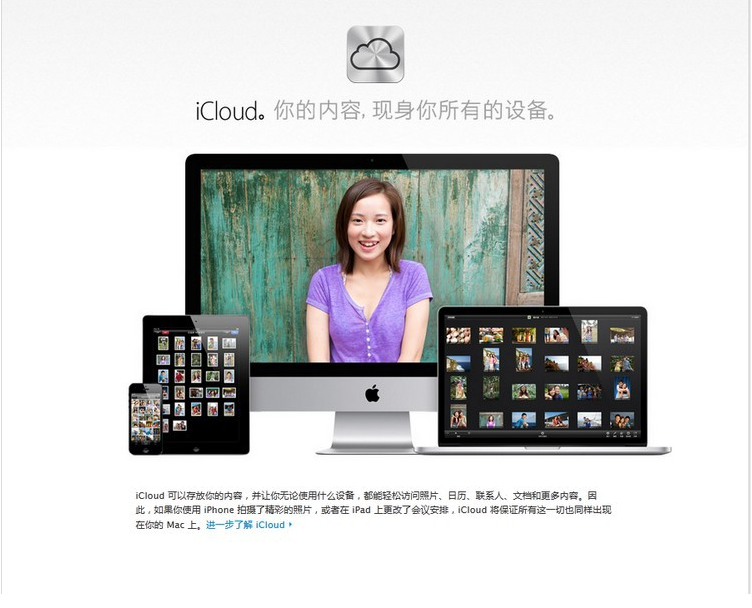 iCloud。你的内容，现身你所有的设备。
iCloud 可以存放你的内容，并让你无论使用什么设备，都能轻松访问照片、日历、联系人、文档和更多内容。因
此，如果你使用 iPhone 拍摄了精彩的照片，或者在 iPad 上更改了会议安排，iCloud 将保证所有这一切也同样出现
在你的 Mac 上。进一步了解 iCloud